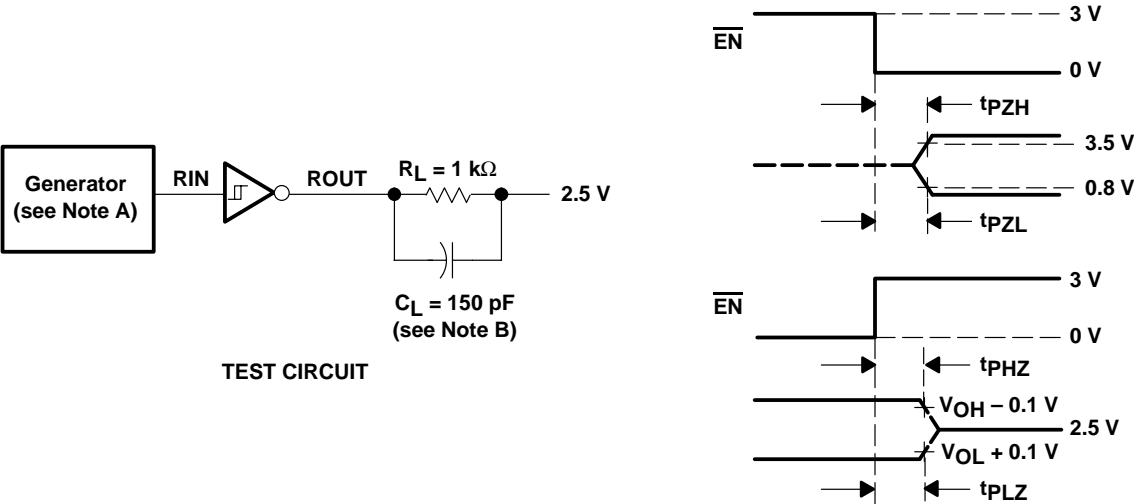 Generator
(see Note A)
RIN
ROUT
RL = 1 kΩ
2.5 V
CL = 150 pF
(see Note B)
TEST CIRCUIT
EN
3 V
0 V
tPZH
3.5 V
0.8 V
tPZL
EN
3 V
0 V
tPHZ
VOH – 0.1 V
2.5 V
VOL + 0.1 V
tPLZ